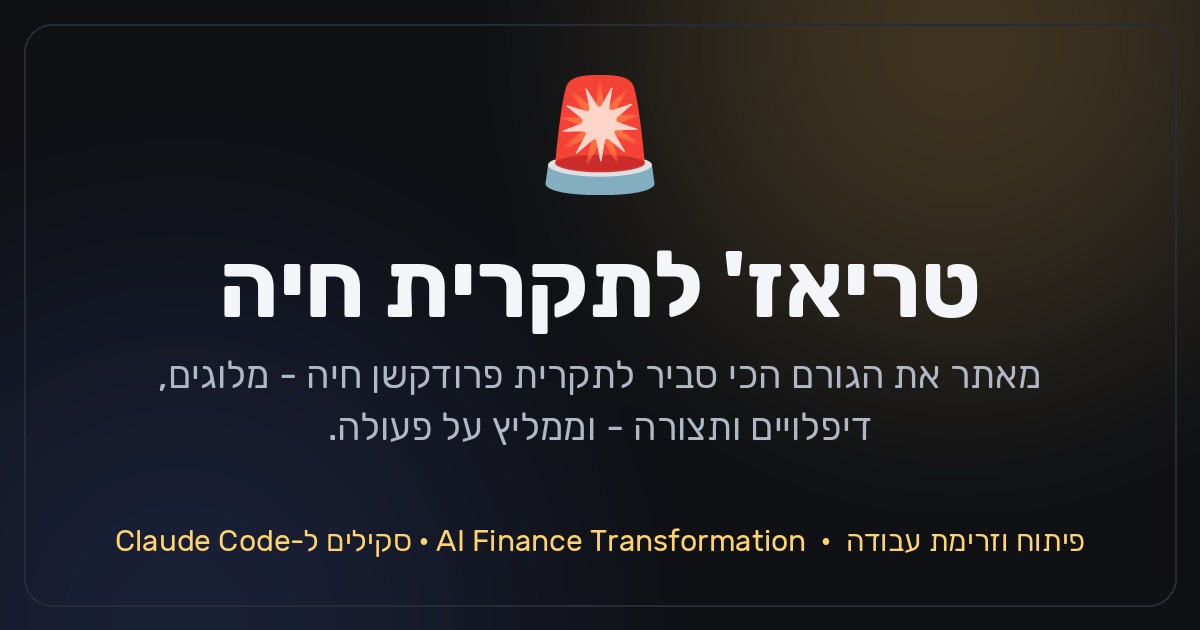 טריאז' לתקרית חיה
מאתר את הגורם הכי סביר לתקרית פרודקשן חיה - מלוגים,
דיפלויים ותצורה - וממליץ על פעולה.
פיתוח וזרימת עבודה • AI Finance Transformation • סקילים ל-Claude Code